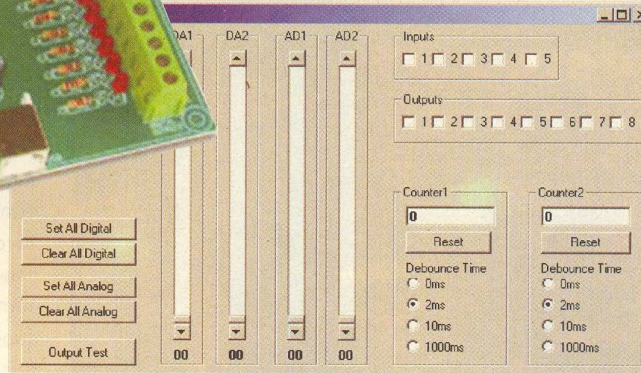 DA1 DA2 AD1 AD2
Inputs
1 2 3 4 5
Outputs
1 2 3 4 5 6 7 8
Counter1 Counter2
0 0
Reset Reset
Debounce Time Debounce Time
0ms 0ms
2ms 2ms
10ms 10ms
1000ms 1000ms
Set All Digital
Clear All Digital
Set All Analog
Clear All Analog
Output Test
00 00 00 00